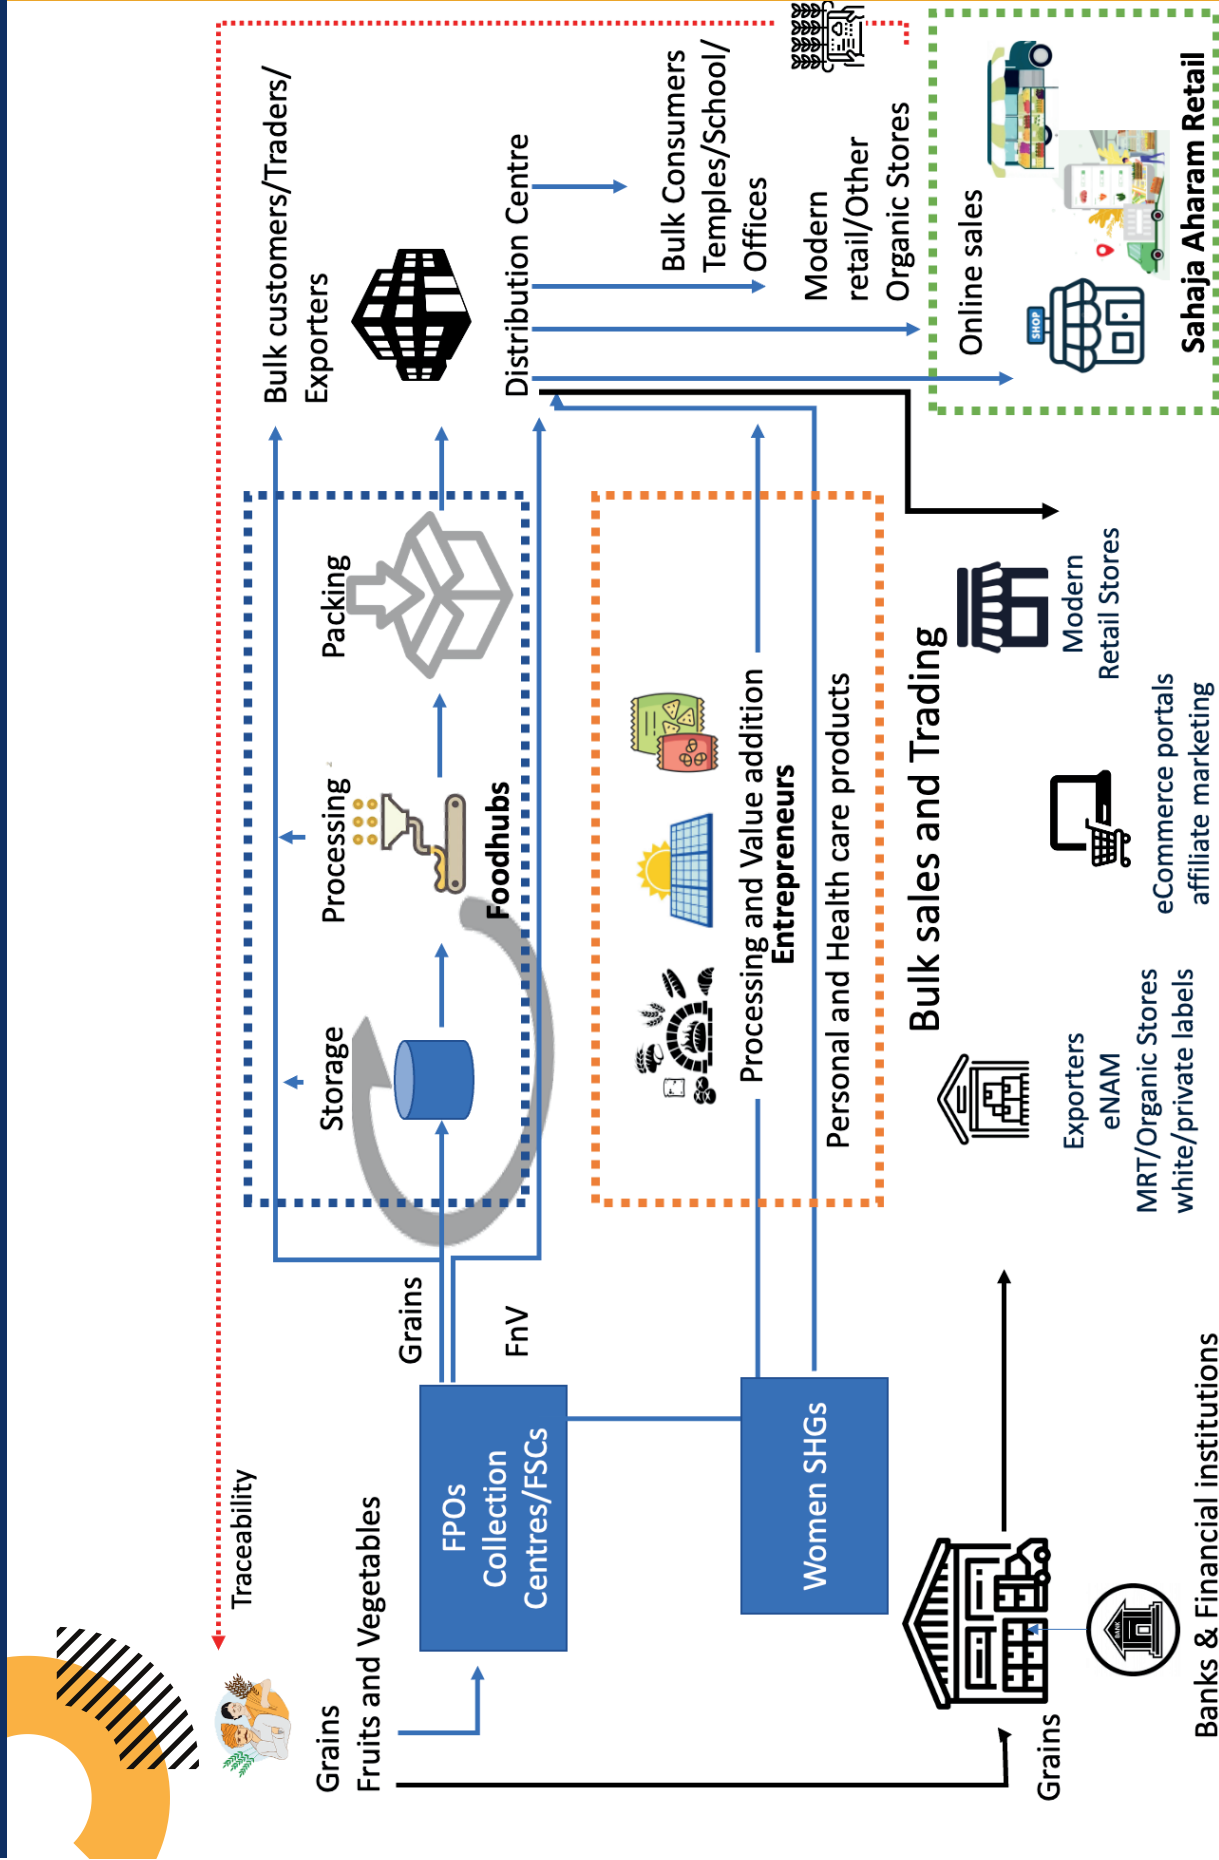 Traceability
Grains
Fruits and Vegetables
FPOs
Collection
Centres/FSCs
Women SHGs
Grains
Banks & Financial institutions
BANK
Grains
FnV
Storage
Processing
Packing
Foodhubs
Bulk customers/Traders/
Exporters
Distribution Centre
Processing and Value addition
Entrepreneurs
Personal and Health care products
Bulk Consumers
Temples/School/
Offices
Modern
retail/Other
Organic Stores
Online sales
SHOP
Sahaja Aharam Retail
Bulk sales and Trading
Exporters
eNAM
MRT/Organic Stores
white/private labels
eCommerce portals
affiliate marketing
Modern
Retail Stores